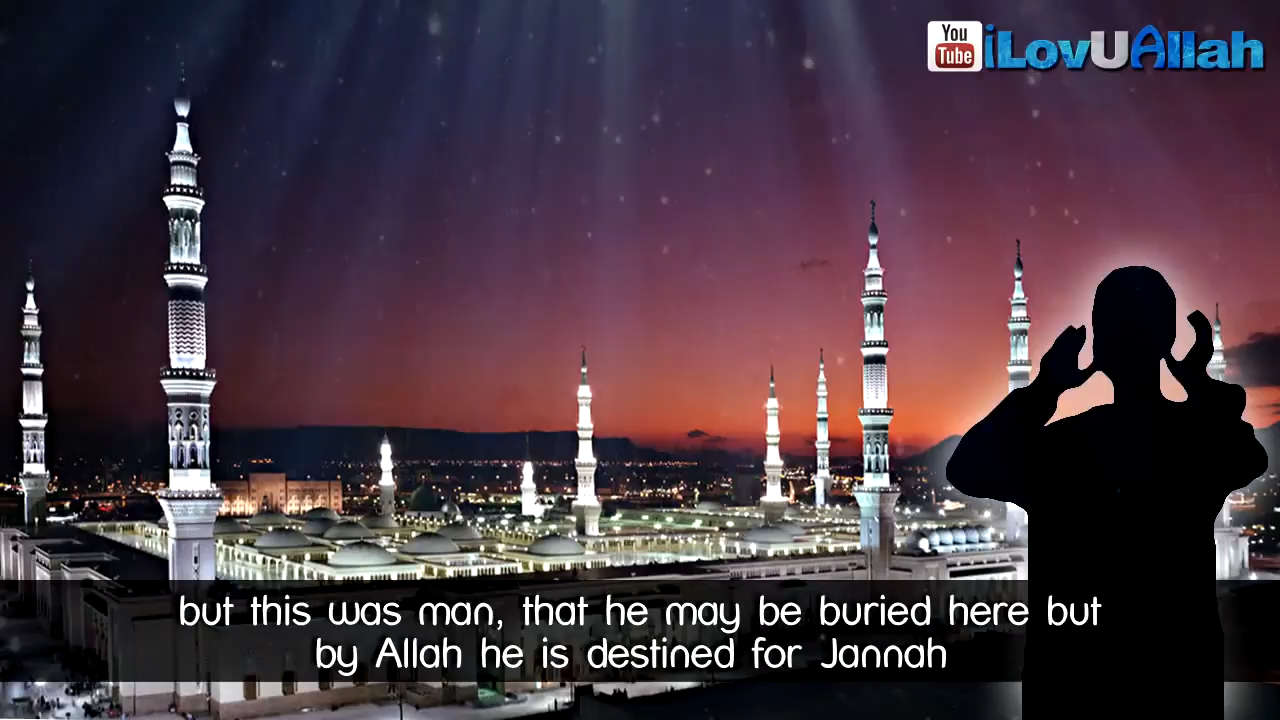 You
Tube
iLovUAllah
but this was man, that he may be buried here but
by Allah he is destined for Jannah